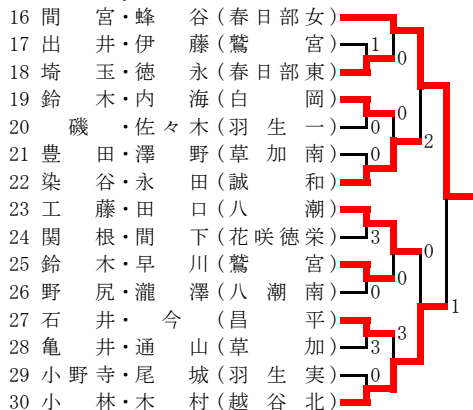 16 間宮・蜂谷(春日部女)
17 出井・伊藤(鷲宮) 1
0
18 埼玉・徳永(春日部東)
19 鈴木・内海(白岡)
0
20 磯・佐々木(羽生一) 0
2
21 豊田・澤野(草加南) 0
22 染谷・永田(誠和)
23 工藤・田口(八潮)
24 関根・間下(花咲徳栄) 3
0
25 鈴木・早川(鷲宮)
0
26 野尻・瀧澤(八潮南) 0
1
27 石井・今(昌平)
3
28 亀井・通山(草加) 3
29 小野寺・尾城(羽生実) 0
30 小林・木村(越谷北)